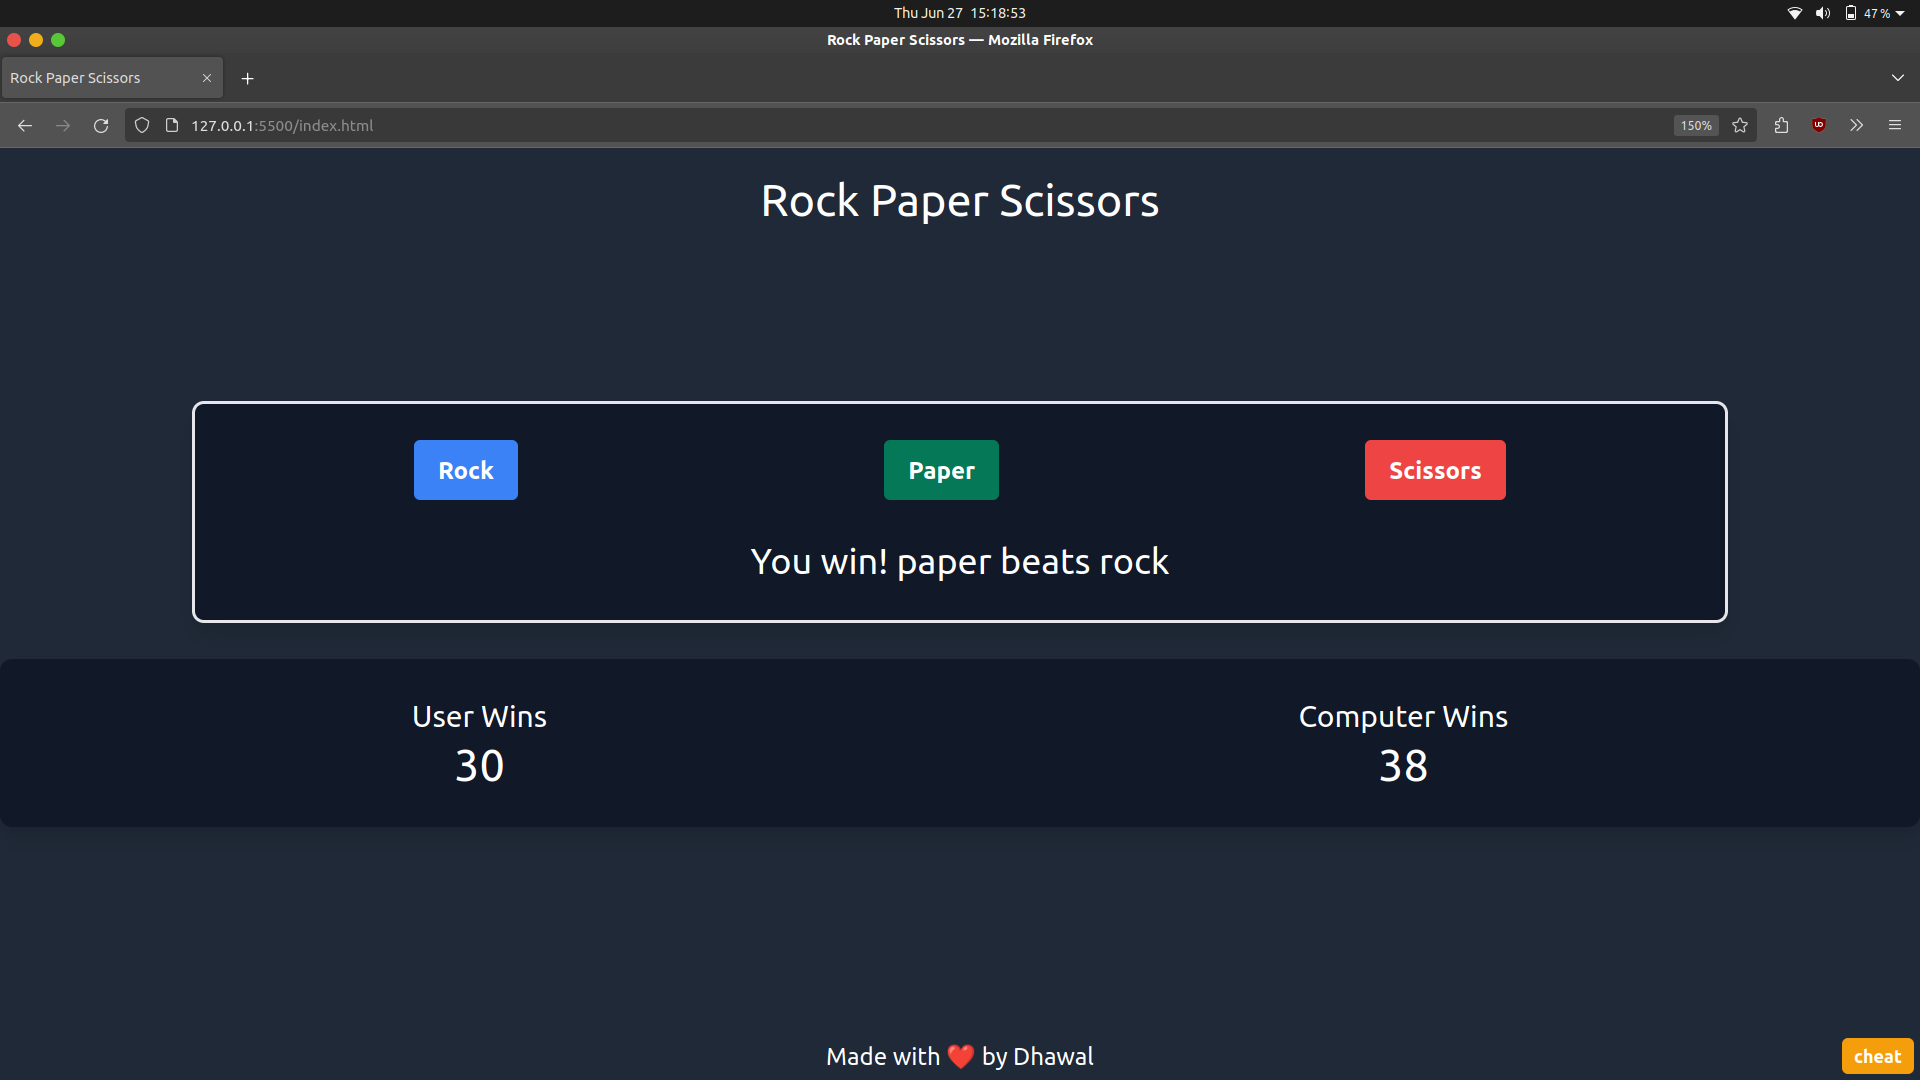 Thu Jun 27 15:18:53
47 %
Rock Paper Scissors — Mozilla Firefox
Rock Paper Scissors
127.0.0.1:5500/index.html
150%
Rock Paper Scissors
Rock
Paper
Scissors
You win! paper beats rock
User Wins
Computer Wins
30
38
Made with ❤️ by Dhawal
cheat